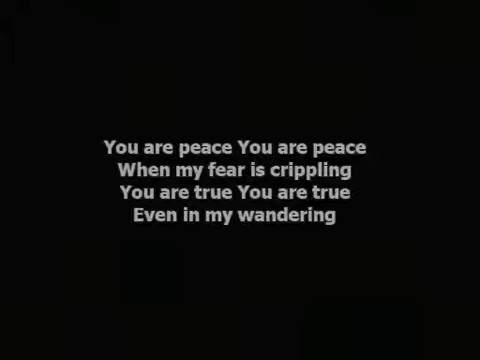 You are peace You are peace
When my fear is crippling
You are true You are true
Even in my wandering